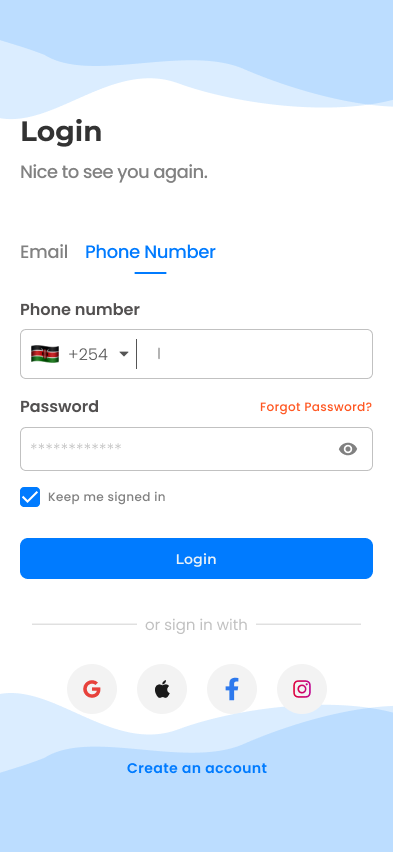 Login
Nice to see you again.
Email Phone Number
Phone number
+254
Password Forgot Password?
************
Keep me signed in
Login
or sign in with
Create an account